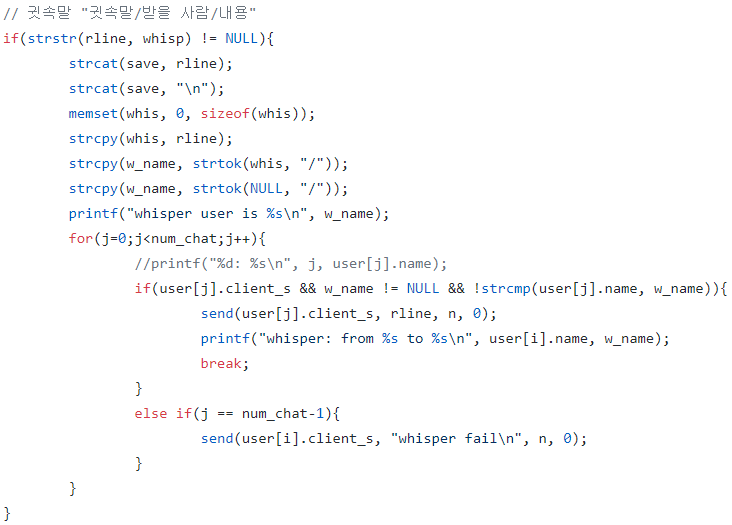 // 귓속말 "귓속말/받을 사람/내용"
if(strstr(rline, whisp) != NULL){
        strcat(save, rline);
        strcat(save, "\n");
        memset(whis, 0, sizeof(whis));
        strcpy(whis, rline);
        strcpy(w_name, strtok(whis, "/"));
        strcpy(w_name, strtok(NULL, "/"));
        printf("whisper user is %s\n", w_name);
        for(j=0;j<num_chat;j++){
                //printf("%d: %s\n", j, user[j].name);
                if(user[j].client_s && w_name != NULL && !strcmp(user[j].name, w_name)){
                        send(user[j].client_s, rline, n, 0);
                        printf("whisper: from %s to %s\n", user[i].name, w_name);
                        break;
                }
                else if(j == num_chat-1){
                        send(user[i].client_s, "whisper fail\n", n, 0);
                }
        }
}